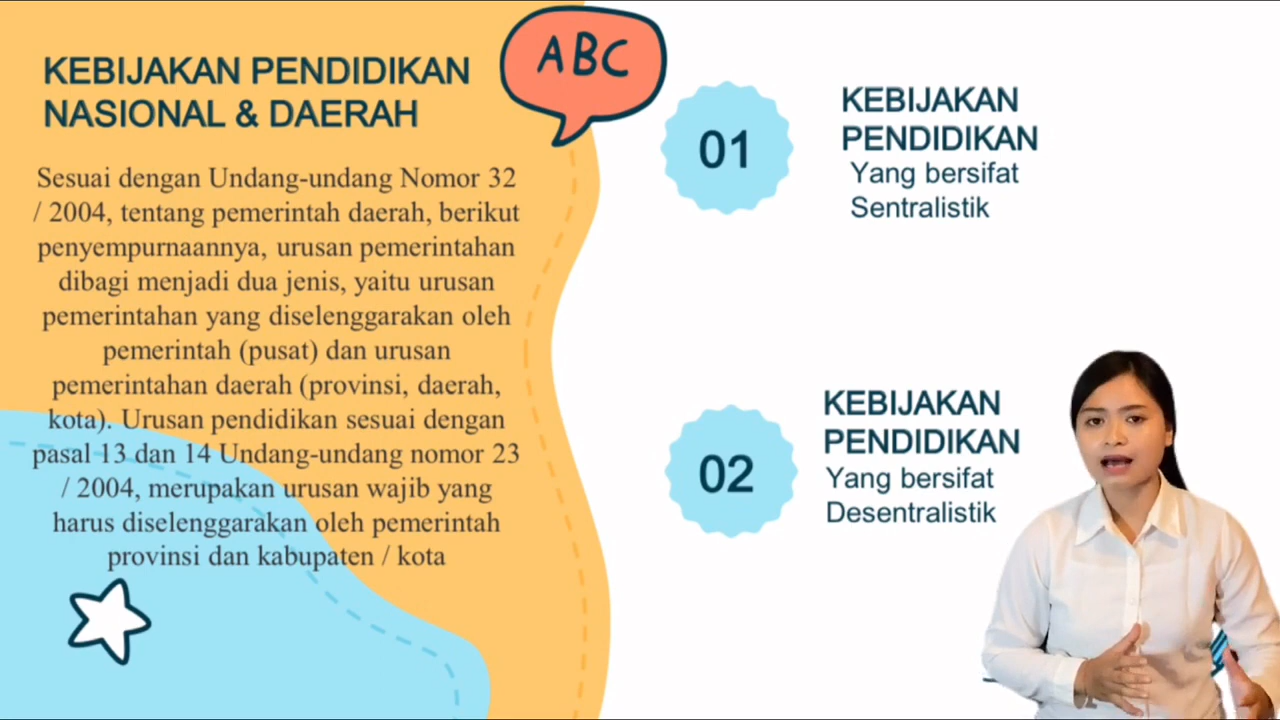 KEBIJAKAN PENDIDIKAN
NASIONAL & DAERAH
Sesuai dengan Undang-undang Nomor 32
/ 2004, tentang pemerintah daerah, berikut
penyempurnaannya, urusan pemerintahan
dibagi menjadi dua jenis, yaitu urusan
pemerintahan yang diselenggarakan oleh
pemerintah (pusat) dan urusan
pemerintahan daerah (provinsi, daerah,
kota). Urusan pendidikan sesuai dengan
pasal 13 dan 14 Undang-undang nomor 23
/ 2004, merupakan urusan wajib yang
harus diselenggarakan oleh pemerintah
provinsi dan kabupaten / kota
ABC
01
KEBIJAKAN
PENDIDIKAN
Yang bersifat
Sentralistik
02
KEBIJAKAN
PENDIDIKAN
Yang bersifat
Desentralistik